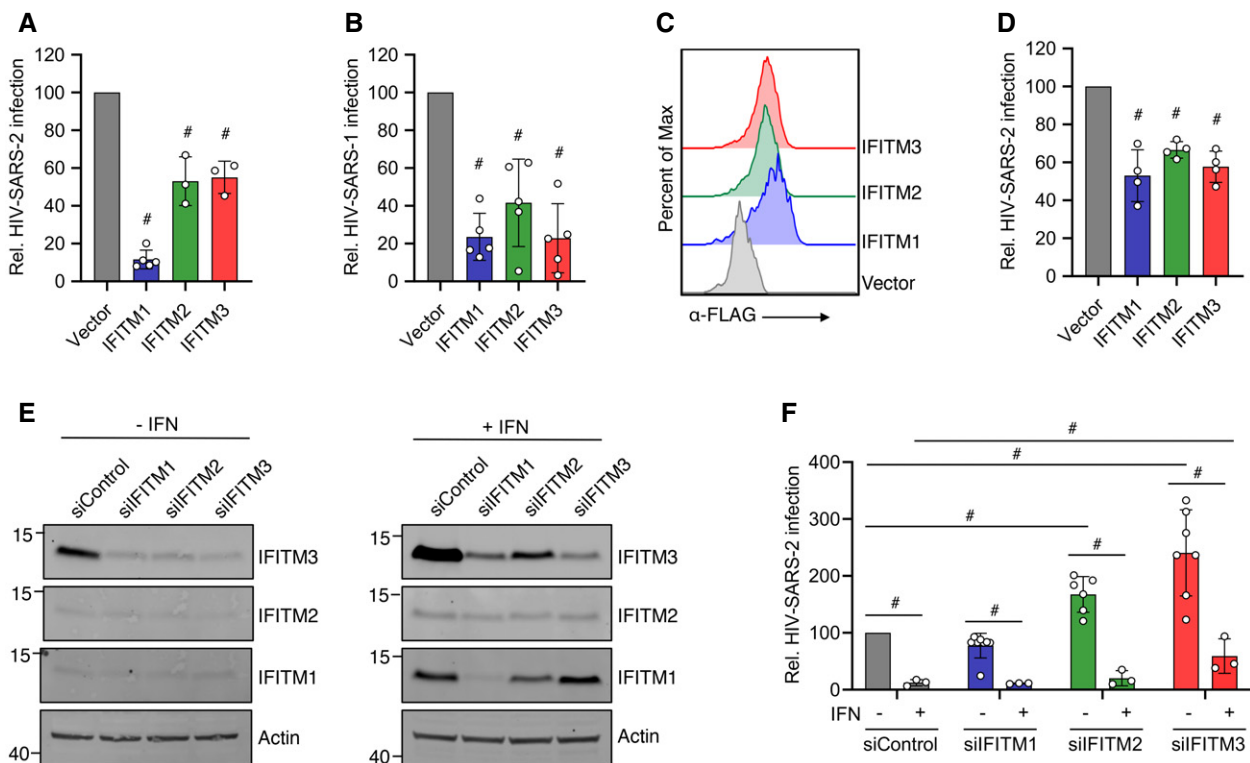 A
Rel. HIV-SARS-2 infection
120
100
80
60
40
20
0
#
#
#
Vector
IFITM1
IFITM2
IFITM3
B
Rel. HIV-SARS-1 infection
120
100
80
60
40
20
0
#
#
#
Vector
IFITM1
IFITM2
IFITM3
C
Percent of Max
IFITM3
IFITM2
IFITM1
Vector
α-FLAG
D
Rel. HIV-SARS-2 infection
120
100
80
60
40
20
0
#
#
#
Vector
IFITM1
IFITM2
IFITM3
E
- IFN
siControl
siIFITM1
siIFITM2
siIFITM3
15
IFITM3
15
IFITM2
15
IFITM1
40
Actin
+ IFN
siControl
siIFITM1
siIFITM2
siIFITM3
15
IFITM3
15
IFITM2
15
IFITM1
40
Actin
F
Rel. HIV-SARS-2 infection
400
300
200
100
0
#
#
#
#
#
#
#
IFN - + - + - + - +
siControl siIFITM1 siIFITM2 siIFITM3